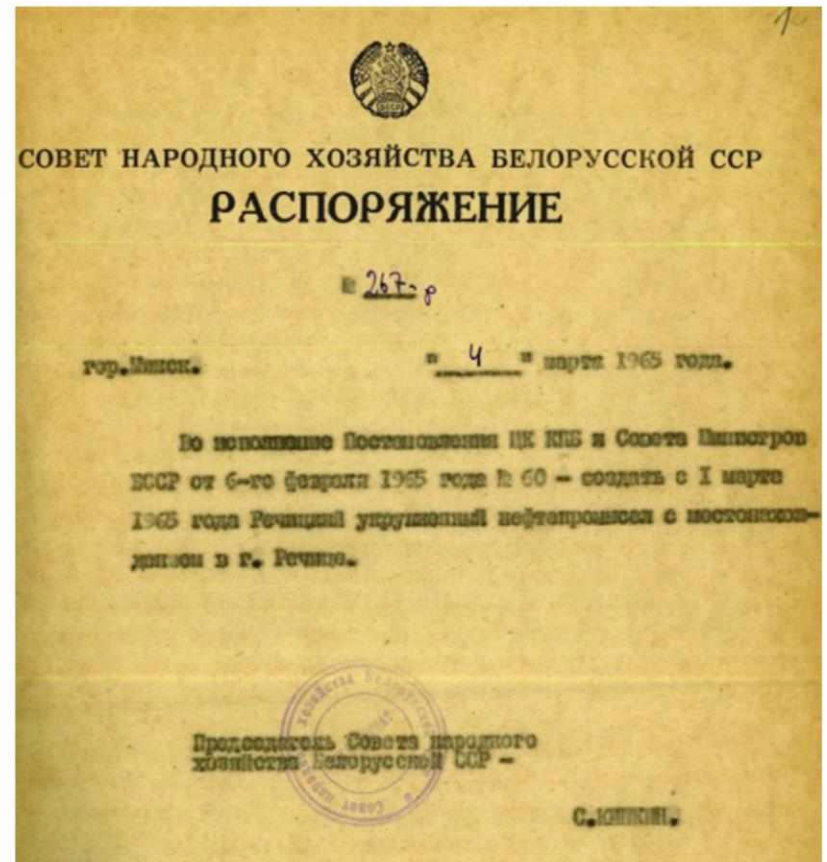 СОВЕТ НАРОДНОГО ХОЗЯЙСТВА БЕЛОРУССКОЙ ССР
РАСПОРЯЖЕНИЕ
№ 267-р
гор.Минск. " 4 " марта 1965 года.
Во исполнение Постановления ЦК КПБ и Совета Министров
БССР от 6-го февраля 1965 года № 60 – создать с I марта
1965 года Речицкий укрупненный нефтепромысел с местонахож-
дением в г. Речице.
Председатель Совета народного
хозяйства Белорусской ССР –